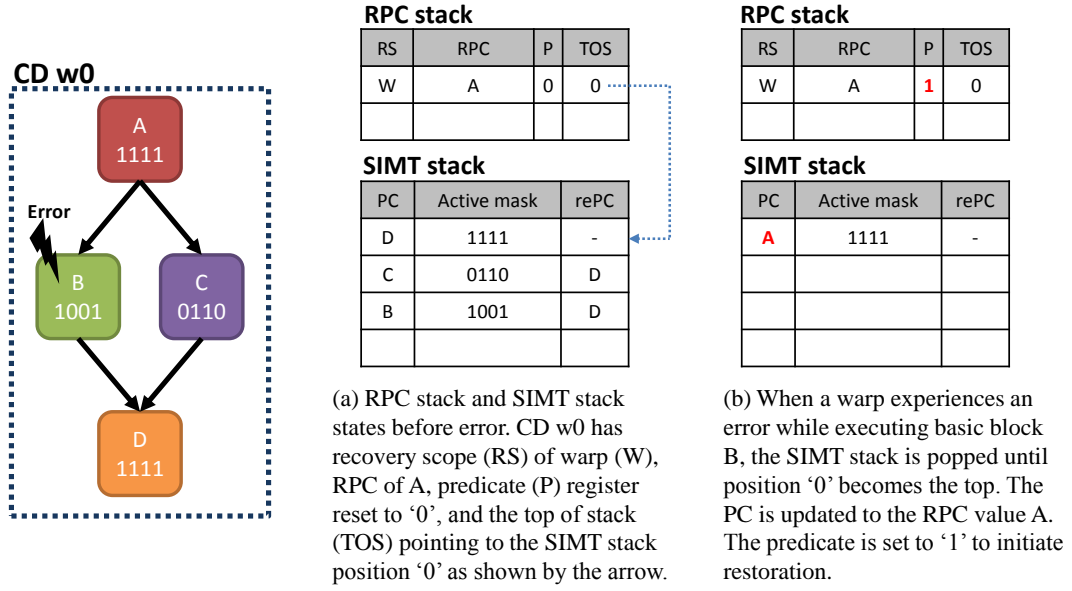 CD w0
A
1111
Error
B
1001
C
0110
D
1111
RPC stack
RS RPC P TOS
W A 0 0
SIMT stack
PC Active mask rePC
D 1111 -
C 0110 D
B 1001 D
(a) RPC stack and SIMT stack
states before error. CD w0 has
recovery scope (RS) of warp (W),
RPC of A, predicate (P) register
reset to ‘0’, and the top of stack
(TOS) pointing to the SIMT stack
position ‘0’ as shown by the arrow.
RPC stack
RS RPC P TOS
W A 1 0
SIMT stack
PC Active mask rePC
A 1111 -
(b) When a warp experiences an
error while executing basic block
B, the SIMT stack is popped until
position ‘0’ becomes the top. The
PC is updated to the RPC value A.
The predicate is set to ‘1’ to initiate
restoration.